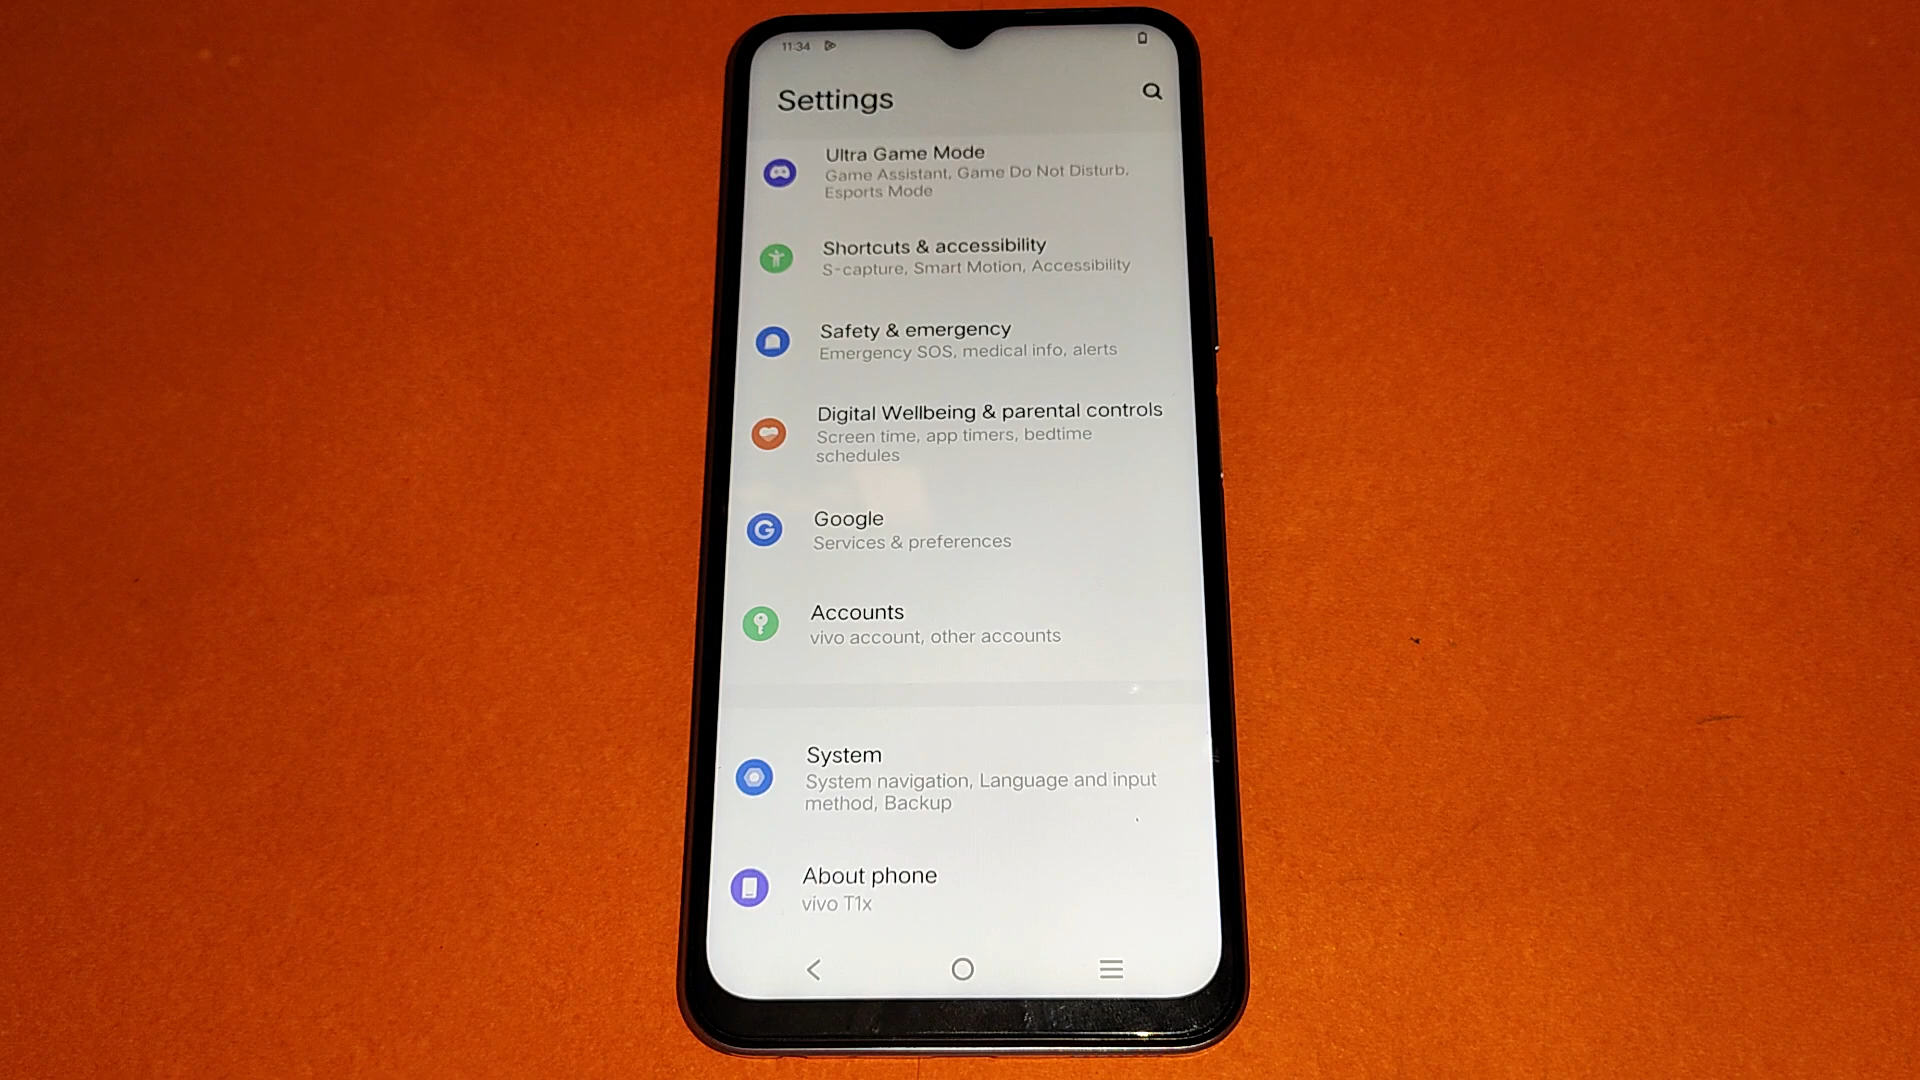 11:34
Settings
Ultra Game Mode
Game Assistant, Game Do Not Disturb,
Esports Mode
Shortcuts & accessibility
S-capture, Smart Motion, Accessibility
Safety & emergency
Emergency SOS, medical info, alerts
Digital Wellbeing & parental controls
Screen time, app timers, bedtime
schedules
Google
Services & preferences
Accounts
vivo account, other accounts
System
System navigation, Language and input
method, Backup
About phone
vivo T1x